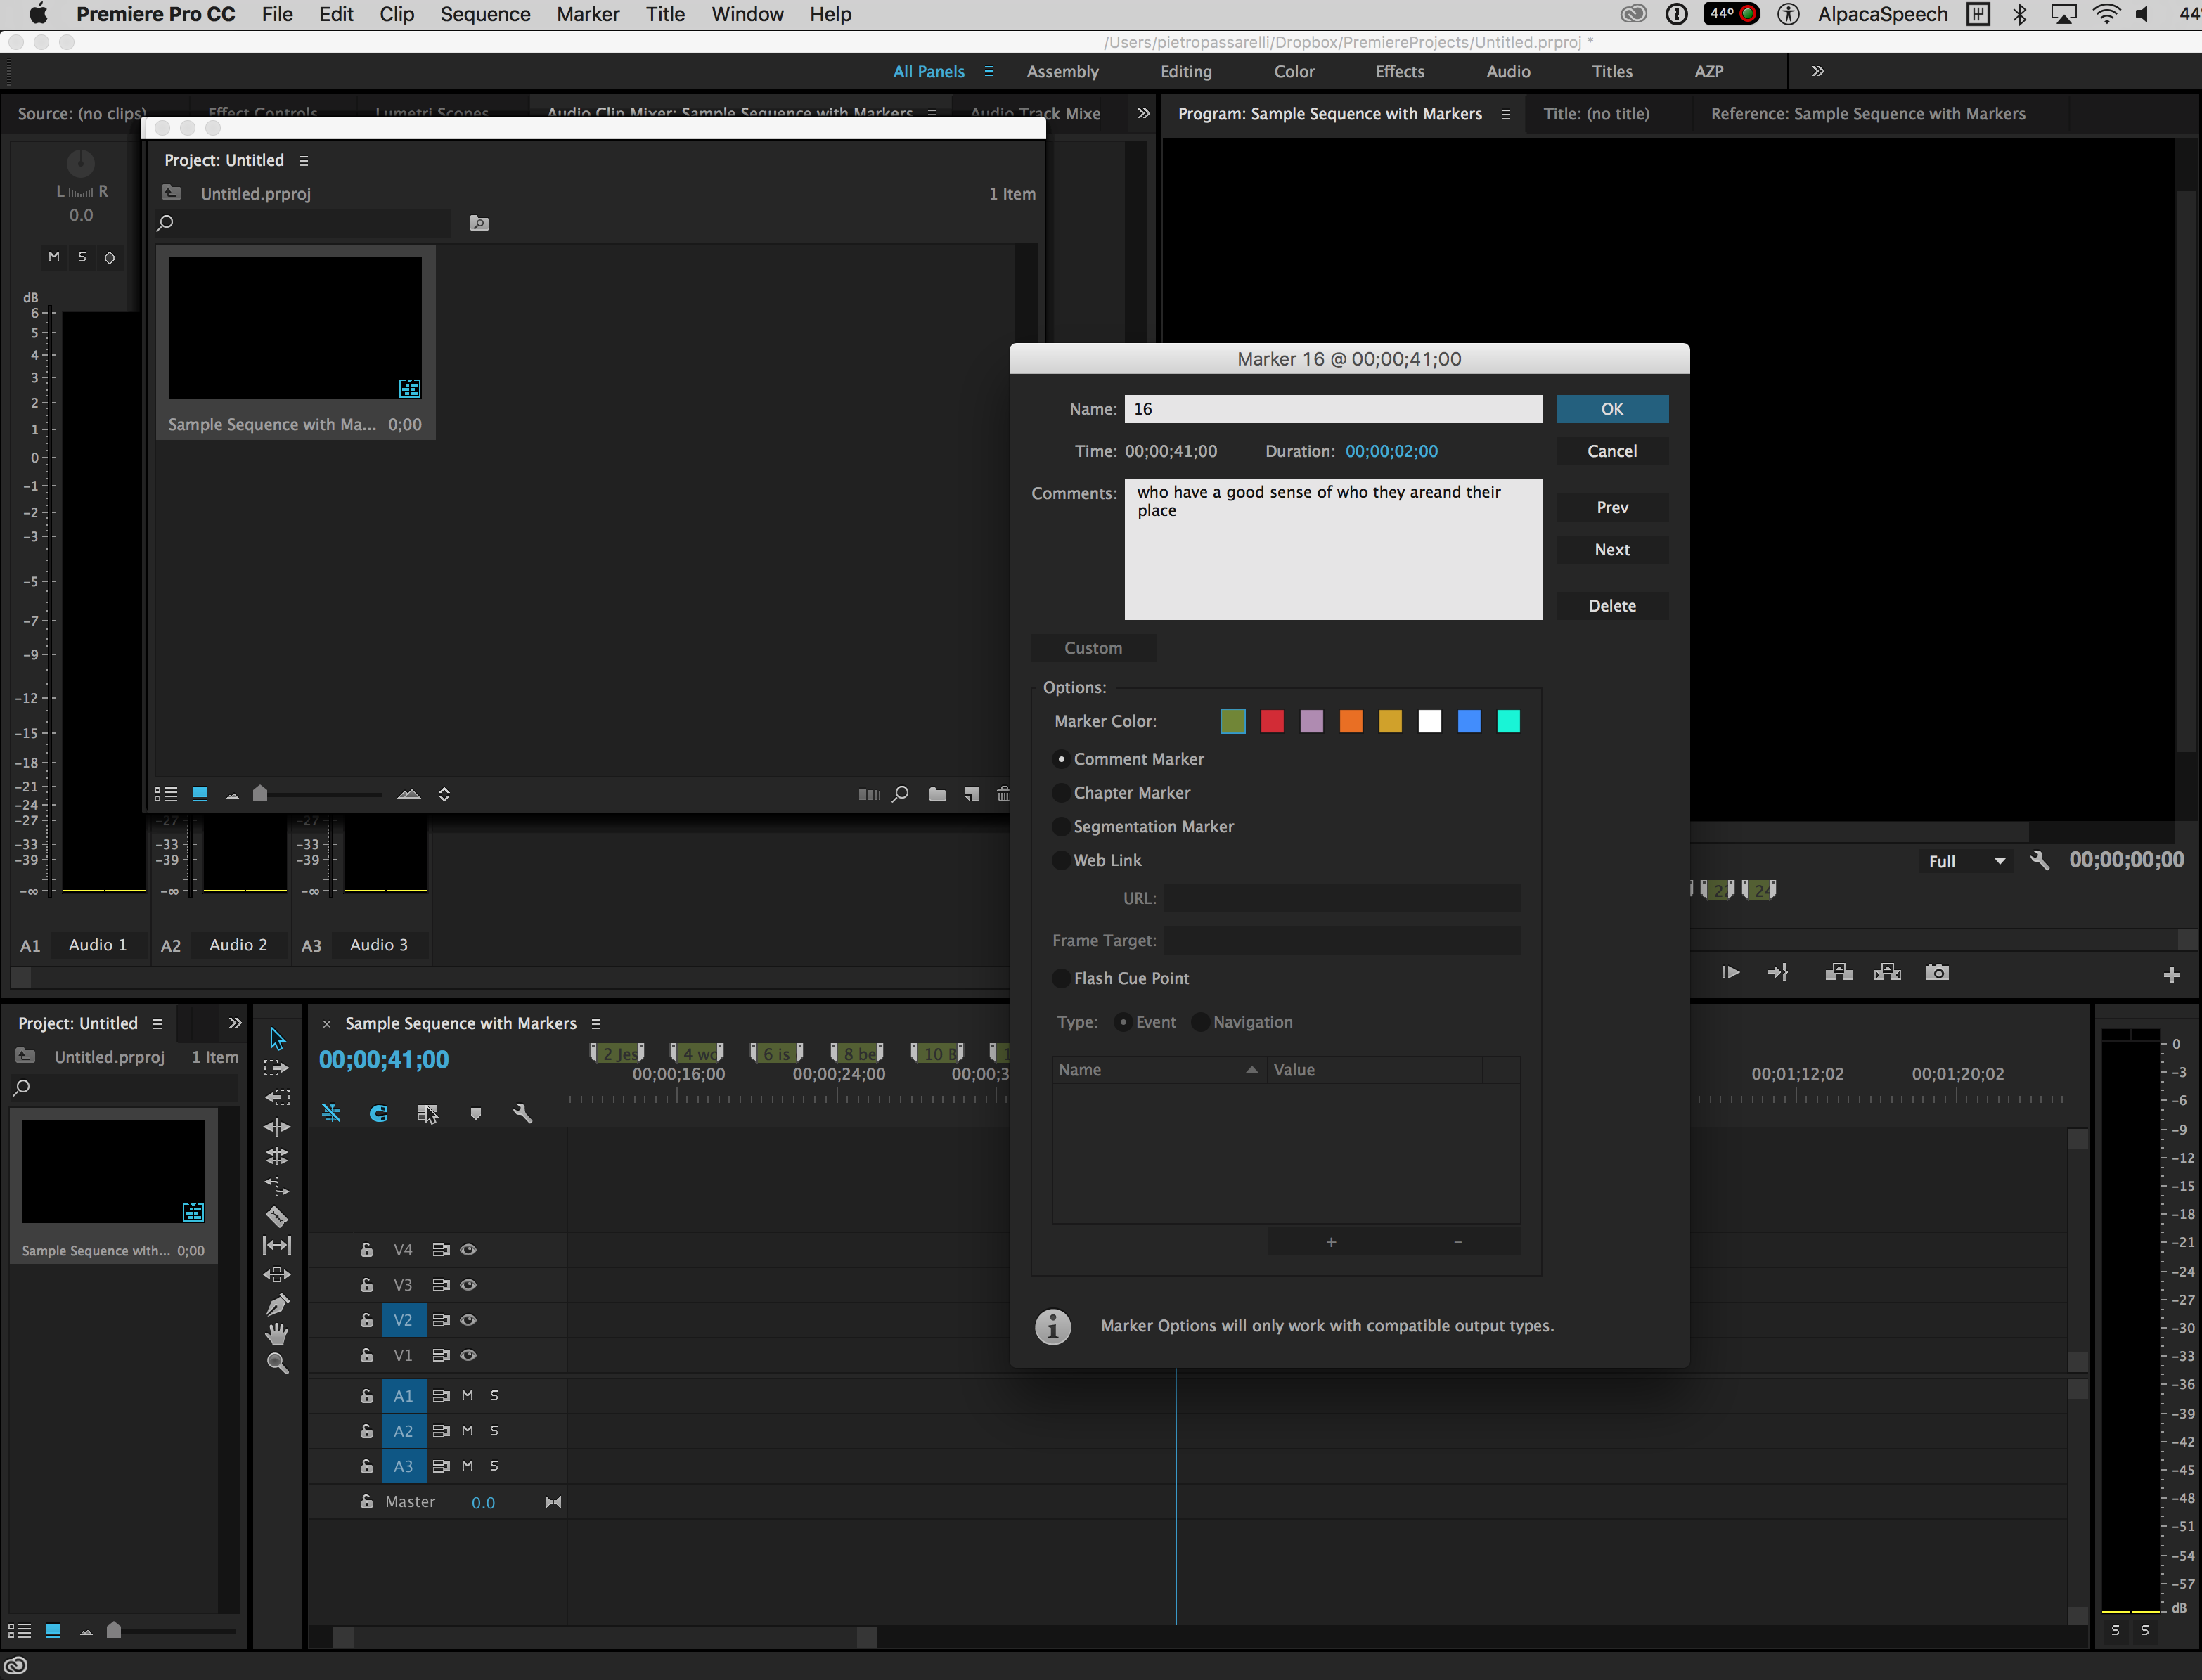 Premiere Pro CC File Edit Clip Sequence Marker Title Window Help 44° AlpacaSpeech
/Users/pietropassarelli/Dropbox/PremiereProjects/Untitled.prproj *
All Panels Assembly Editing Color Effects Audio Titles AZP
Source: (no clips) Effect Controls Lumetri Scopes Audio Clip Mixer: Sample Sequence with Markers Audio Track Mixe
Program: Sample Sequence with Markers Title: (no title) Reference: Sample Sequence with Markers
L R
0.0
M S
dB
6
5
4
3
2
1
0
-1
-2
-3
-5
-7
-9
-12
-15
-18
-21
-24
-27 -27 -27
-33 -33 -33
-39 -39 -39
-∞ -∞ -∞
A1 Audio 1 A2 Audio 2 A3 Audio 3
Project: Untitled
Untitled.prproj 1 Item
Sample Sequence with Ma... 0;00
Marker 16 @ 00;00;41;00
Name: 16 OK
Time: 00;00;41;00 Duration: 00;00;02;00 Cancel
Comments: who have a good sense of who they areand their
place
Prev
Next
Delete
Custom
Options:
Marker Color:
Comment Marker
Chapter Marker
Segmentation Marker
Web Link
URL:
Frame Target:
Flash Cue Point
Type: Event Navigation
Name Value
+ -
Marker Options will only work with compatible output types.
Full 00;00;00;00
Project: Untitled
Untitled.prproj 1 Item
Sample Sequence with... 0;00
× Sample Sequence with Markers
00;00;41;00
2 Jes 4 wo 6 is 8 be 10 B
00;00;16;00 00;00;24;00 00;00;3 00;01;12;02 00;01;20;02
V4
V3
V2
V1
A1 M S
A2 M S
A3 M S
Master 0.0
0
-3
-6
-9
-12
-15
-18
-21
-24
-27
-30
-33
-36
-39
-42
-45
-48
-51
-54
-57
dB
S S